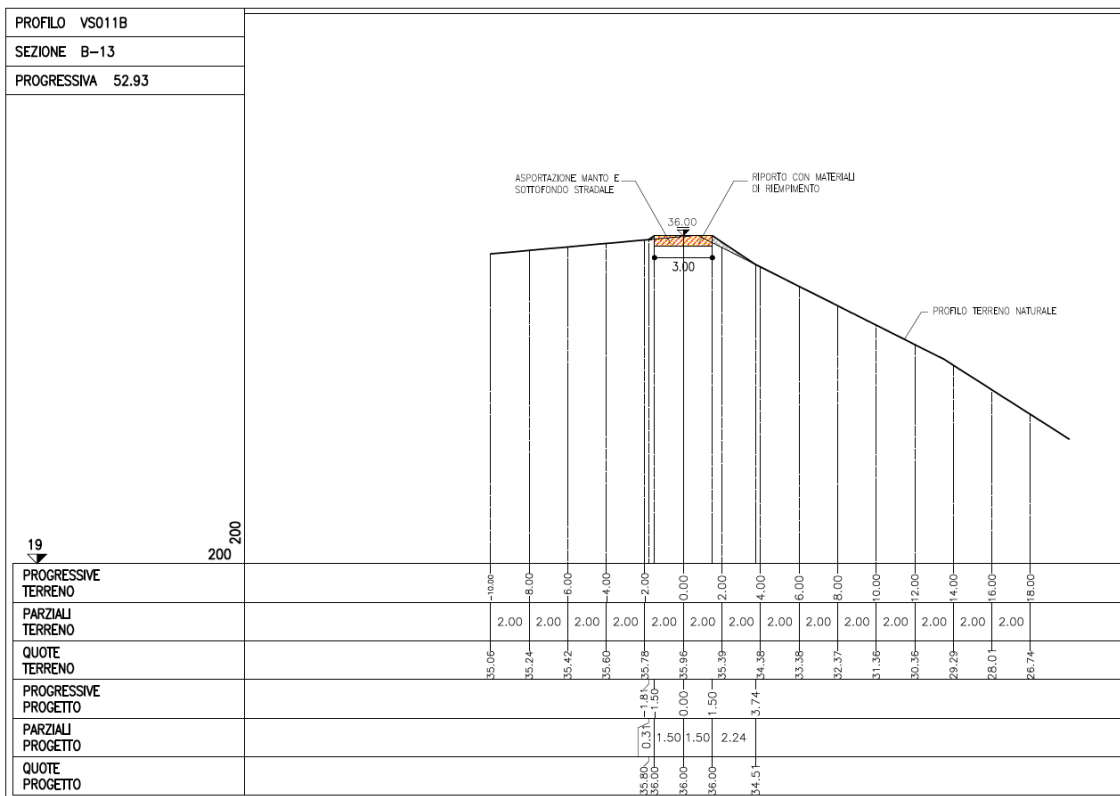 PROFILO VS011B
SEZIONE B-13
PROGRESSIVA 52.93
ASPORTAZIONE MANTO E
SOTTOFONDO STRADALE
RIPORTO CON MATERIALI
DI RIEMPIMENTO
36.00
3.00
PROFILO TERRENO NATURALE
200
19
200
PROGRESSIVE
TERRENO
-10.00 -8.00 -6.00 -4.00 -2.00 0.00 2.00 4.00 6.00 8.00 10.00 12.00 14.00 16.00 18.00
PARZIALI
TERRENO
2.00 2.00 2.00 2.00 2.00 2.00 2.00 2.00 2.00 2.00 2.00 2.00 2.00 2.00
QUOTE
TERRENO
35.06 35.24 35.42 35.60 35.78 35.96 35.39 34.38 33.38 32.37 31.36 30.36 29.29 28.01 26.74
PROGRESSIVE
PROGETTO
-1.81 -1.50 0.00 1.50 3.74
PARZIALI
PROGETTO
0.31 1.50 1.50 2.24
QUOTE
PROGETTO
35.80 36.00 36.00 36.00 34.51